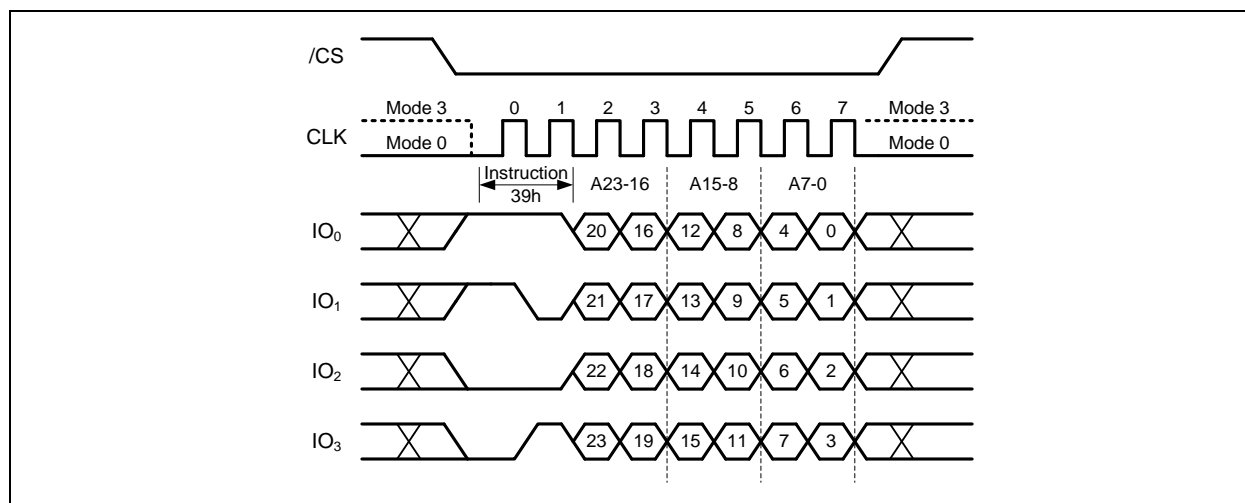 /CS
Mode 3 0 1 2 3 4 5 6 7 Mode 3
CLK
Mode 0 Mode 0
Instruction A23-16 A15-8 A7-0
39h
IO₀ 20 16 12 8 4 0
IO₁ 21 17 13 9 5 1
IO₂ 22 18 14 10 6 2
IO₃ 23 19 15 11 7 3